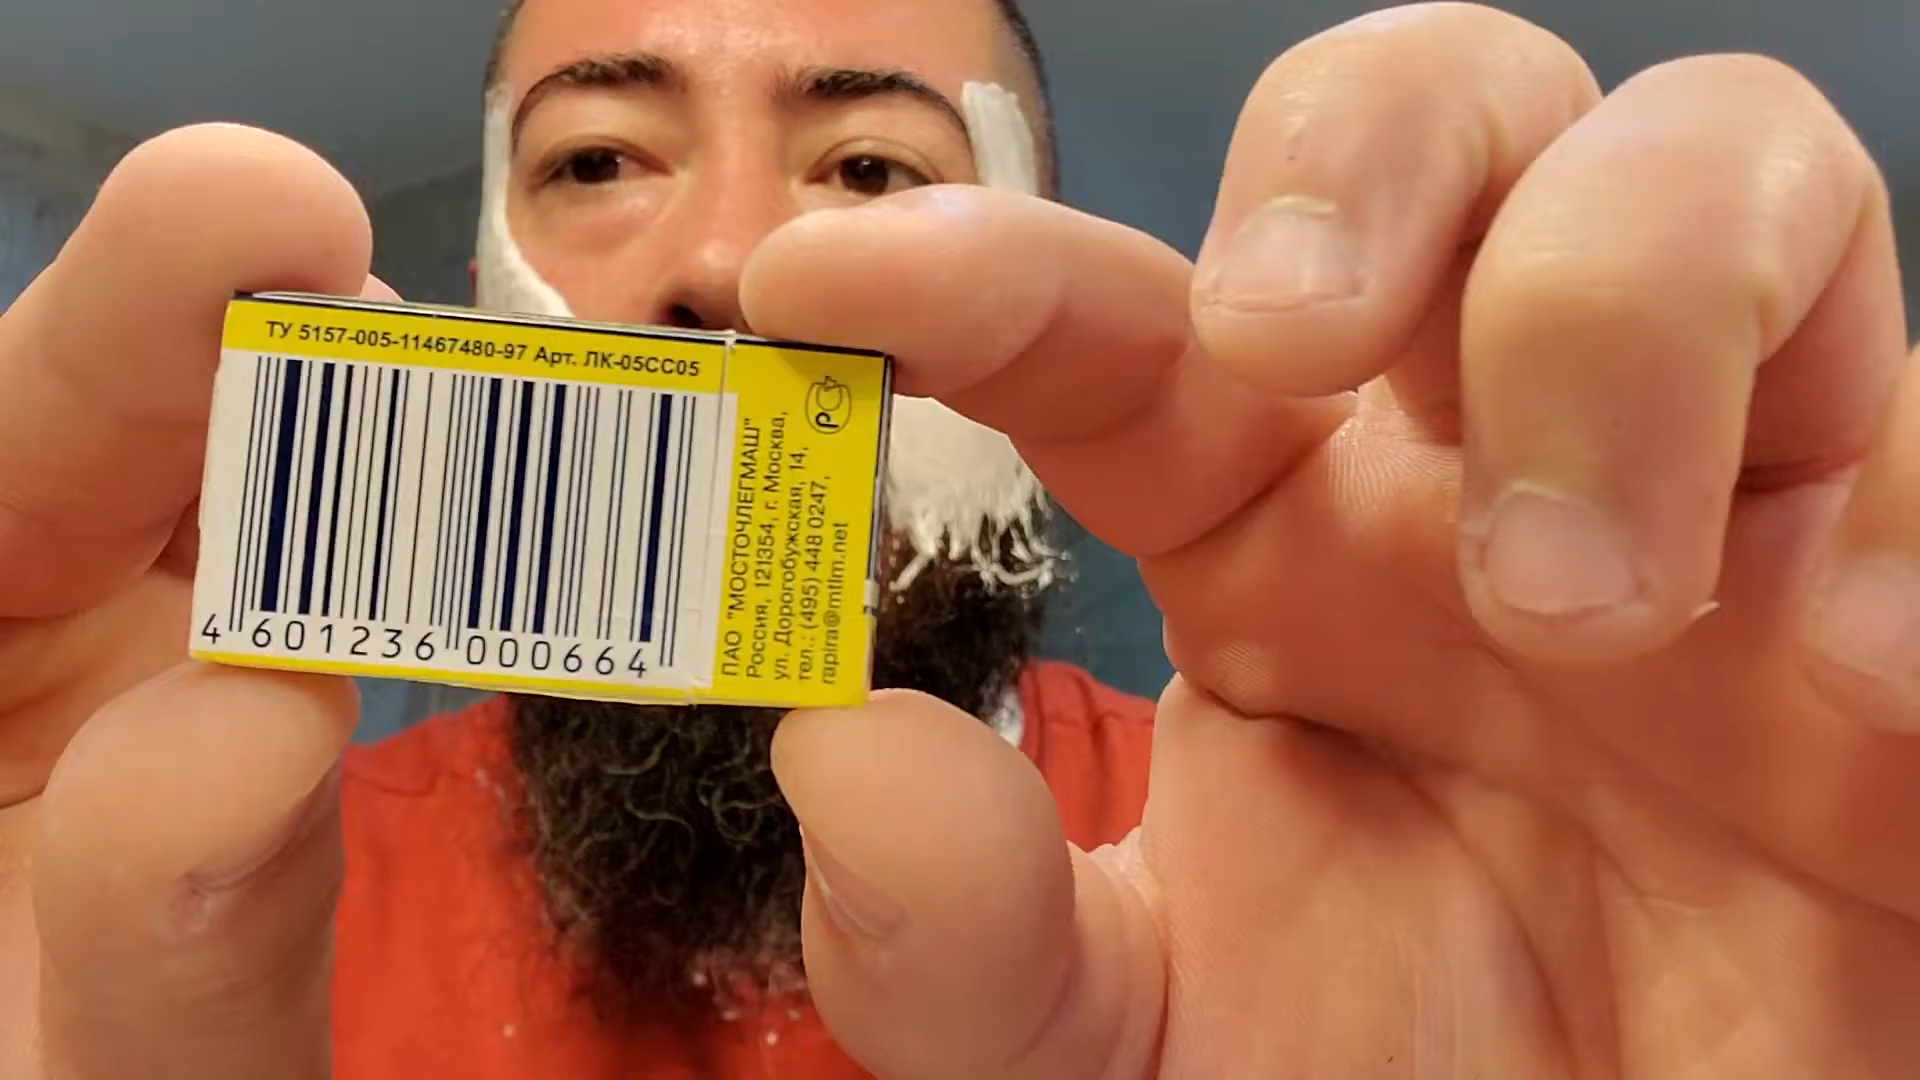 ТУ 5157-005-11467480-97 Арт. ЛК-05СС05
4 601236 000664
РС
ПАО "МОСТОЧЛЕГМАШ"
Россия, 121354, г. Москва,
ул. Дорогобужская, 14,
тел.: (495) 448 0247,
rapira@mtlm.net